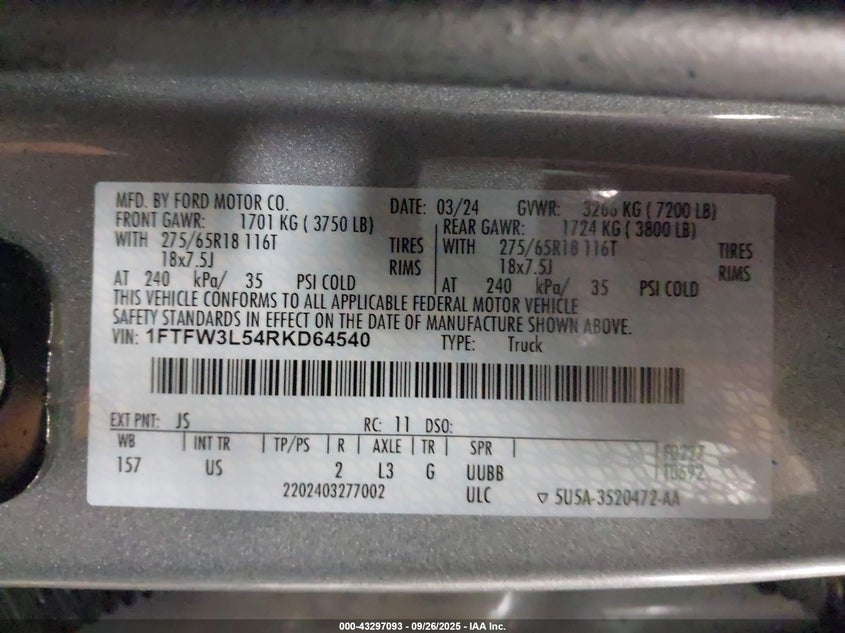 MFD. BY FORD MOTOR CO. DATE: 03/24 GVWR: 3266 KG ( 7200 LB)
FRONT GAWR: 1701 KG ( 3750 LB) REAR GAWR: 1724 KG ( 3800 LB)
WITH 275/65R18 116T TIRES WITH 275/65R18 116T TIRES
18x7.5J RIMS 18x7.5J RIMS
AT 240 kPa/ 35 PSI COLD AT 240 kPa/ 35 PSI COLD
THIS VEHICLE CONFORMS TO ALL APPLICABLE FEDERAL MOTOR VEHICLE
SAFETY STANDARDS IN EFFECT ON THE DATE OF MANUFACTURE SHOWN ABOVE.
VIN: 1FTFW3L54RKD64540 TYPE: Truck
EXT PNT: JS RC: 11 DSO:
WB INT TR TP/PS R AXLE TR SPR
157 US 2 L3 G UUBB
2202403277002 ULC 5U5A-3520472-AA
000-43297093 - 09/26/2025 - IAA Inc.